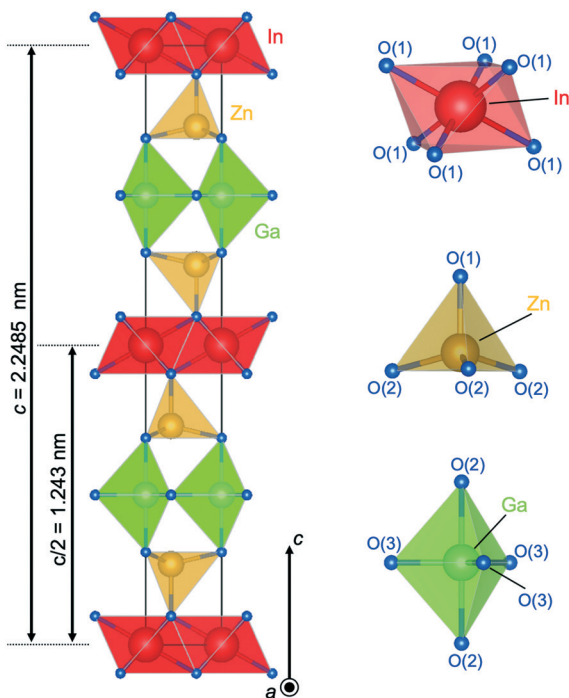 In
Zn
Ga
c = 2.2485 nm
c/2 = 1.243 nm
c
a
O(1)
O(1)
O(1)
In
O(1)
O(1)
O(1)
O(1)
Zn
O(2)
O(2)
O(2)
O(2)
Ga
O(3)
O(3)
O(3)
O(2)